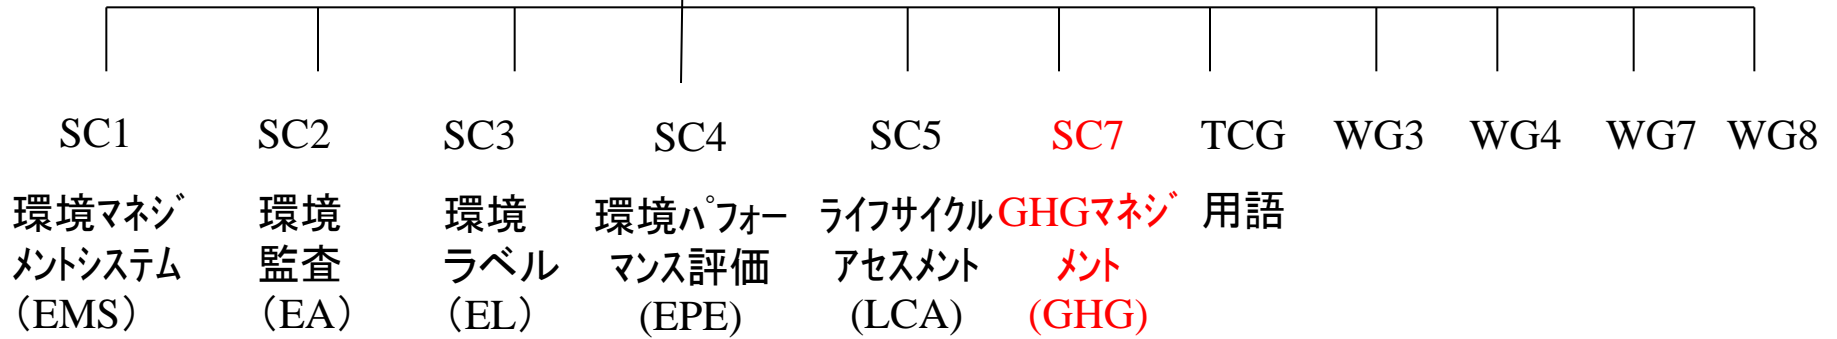 SC1 SC2 SC3 SC4 SC5 SC7 TCG WG3 WG4 WG7 WG8
環境マネジ
メントシステム
（EMS）
環境
監査
（EA）
環境
ラベル
（EL）
環境パフォー
マンス評価
(EPE)
ライフサイクル
アセスメント
(LCA)
GHGマネジ
メント
(GHG)
用語